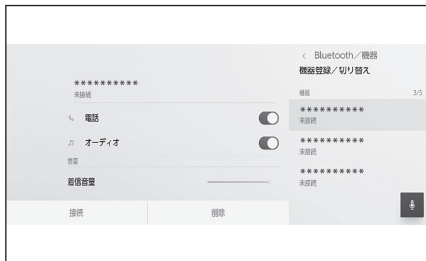 **********
未接続
電話
オーディオ
音量
着信音量
接続
削除
< Bluetooth／機器
機器登録／切り替え
機器 3/5
**********
未接続
**********
未接続
**********
未接続